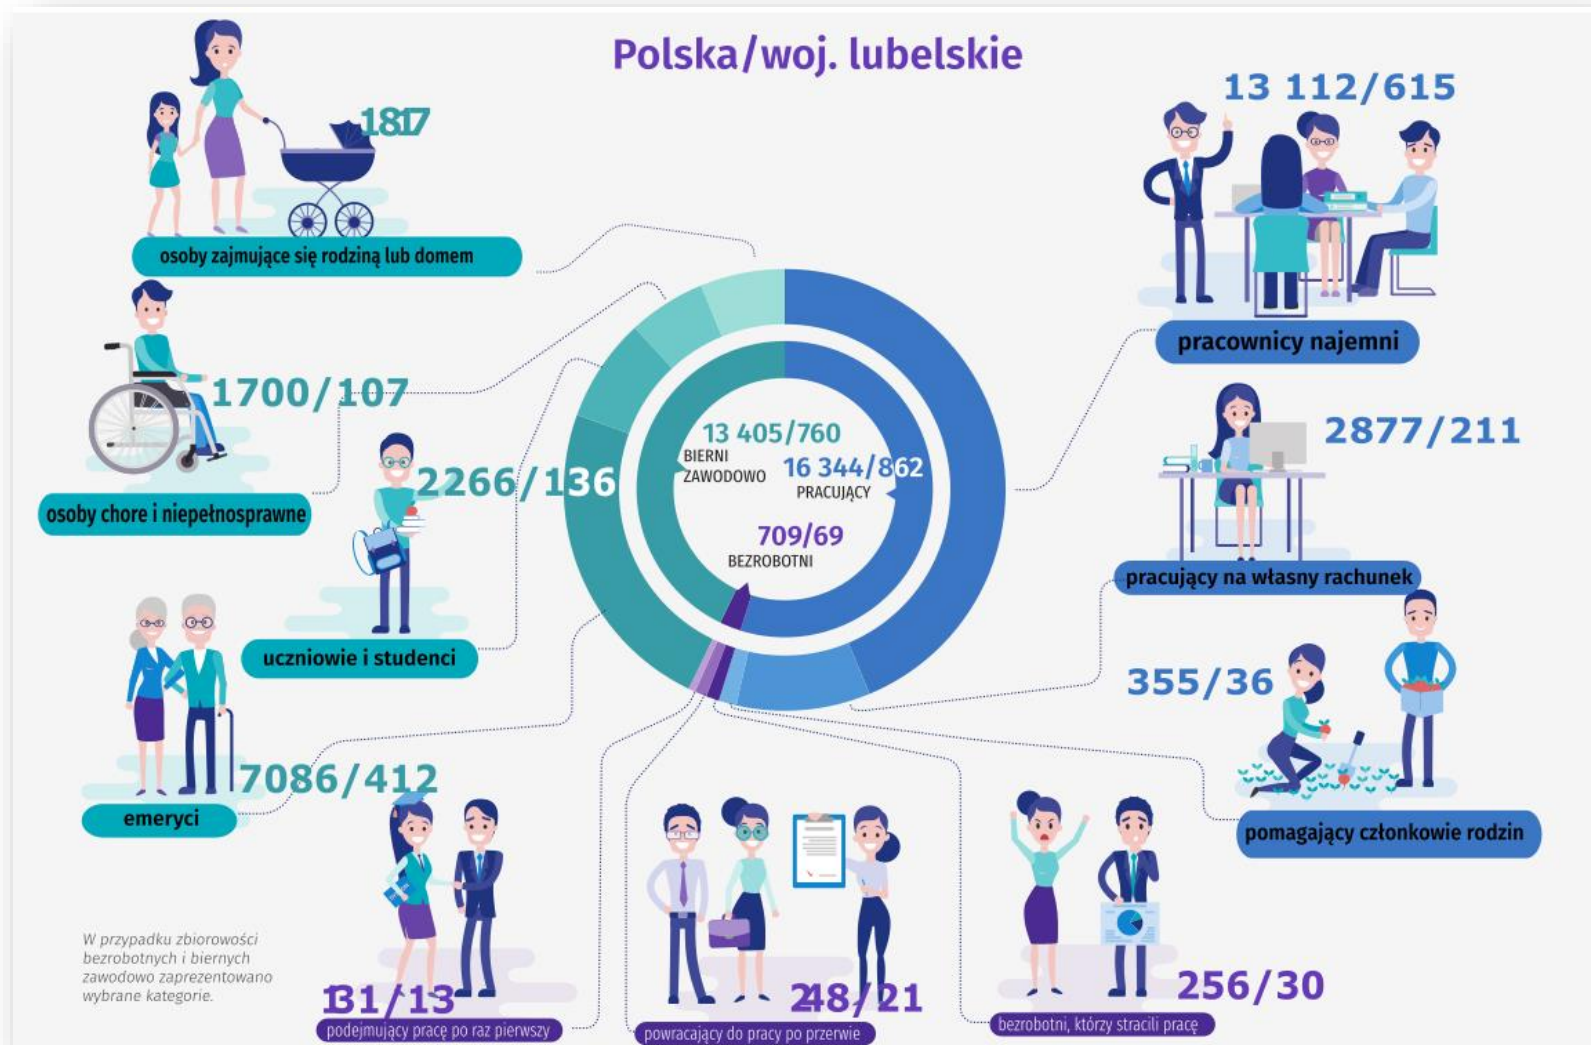 Polska/woj. lubelskie
1817
osoby zajmujące się rodziną lub domem
1700/107
osoby chore i niepełnosprawne
2266/136
uczniowie i studenci
7086/412
emeryci
13 112/615
pracownicy najemni
2877/211
pracujący na własny rachunek
355/36
pomagający członkowie rodzin
13 405/760
BIERNI
ZAWODOWO
16 344/862
PRACUJĄCY
709/69
BEZROBOTNI
131/13
podejmujący pracę po raz pierwszy
248/21
powracający do pracy po przerwie
256/30
bezrobotni, którzy stracili pracę
W przypadku zbiorowości
bezrobotnych i biernych
zawodowo zaprezentowano
wybrane kategorie.